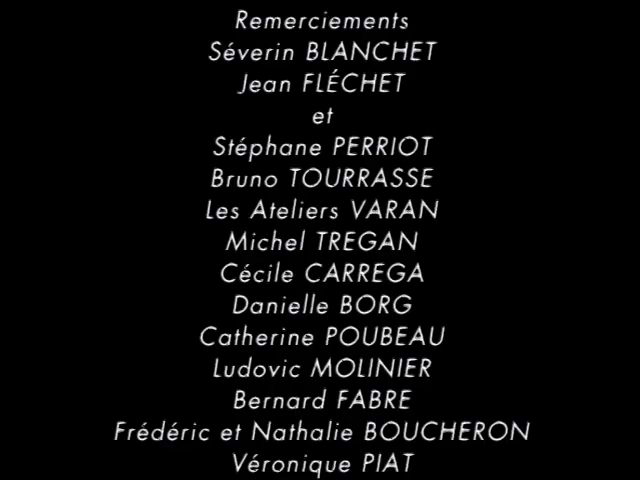 Remerciements
Séverin BLANCHET
Jean FLÉCHET
et
Stéphane PERRIOT
Bruno TOURRASSE
Les Ateliers VARAN
Michel TREGAN
Cécile CARREGA
Danielle BORG
Catherine POUBEAU
Ludovic MOLINIER
Bernard FABRE
Frédéric et Nathalie BOUCHERON
Véronique PIAT